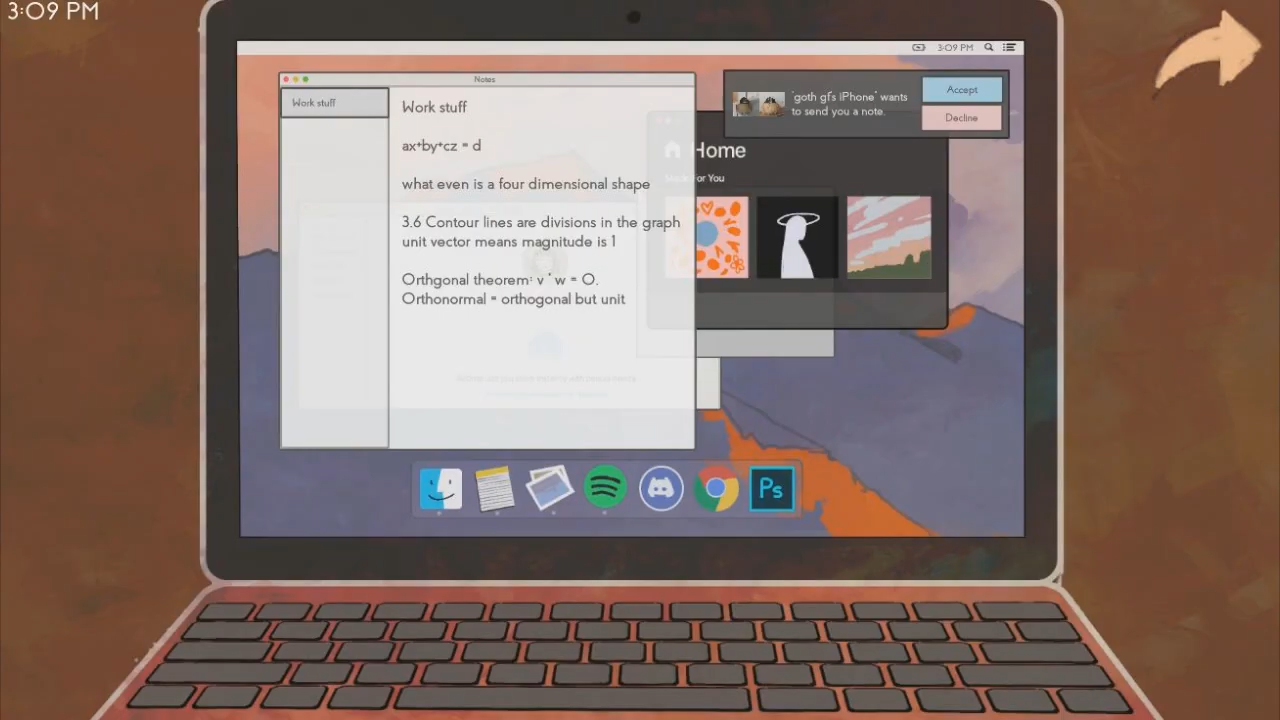 3:09 PM
3:09 PM
Notes
Work stuff
Work stuff
ax+by+cz = d
what even is a four dimensional shape
3.6 Contour lines are divisions in the graph
unit vector means magnitude is 1
Orthgonal theorem: v * w = 0.
Orthonormal = orthogonal but unit
"goth gf's iPhone" wants
to send you a note.
Accept
Decline
Home
For You
Ps